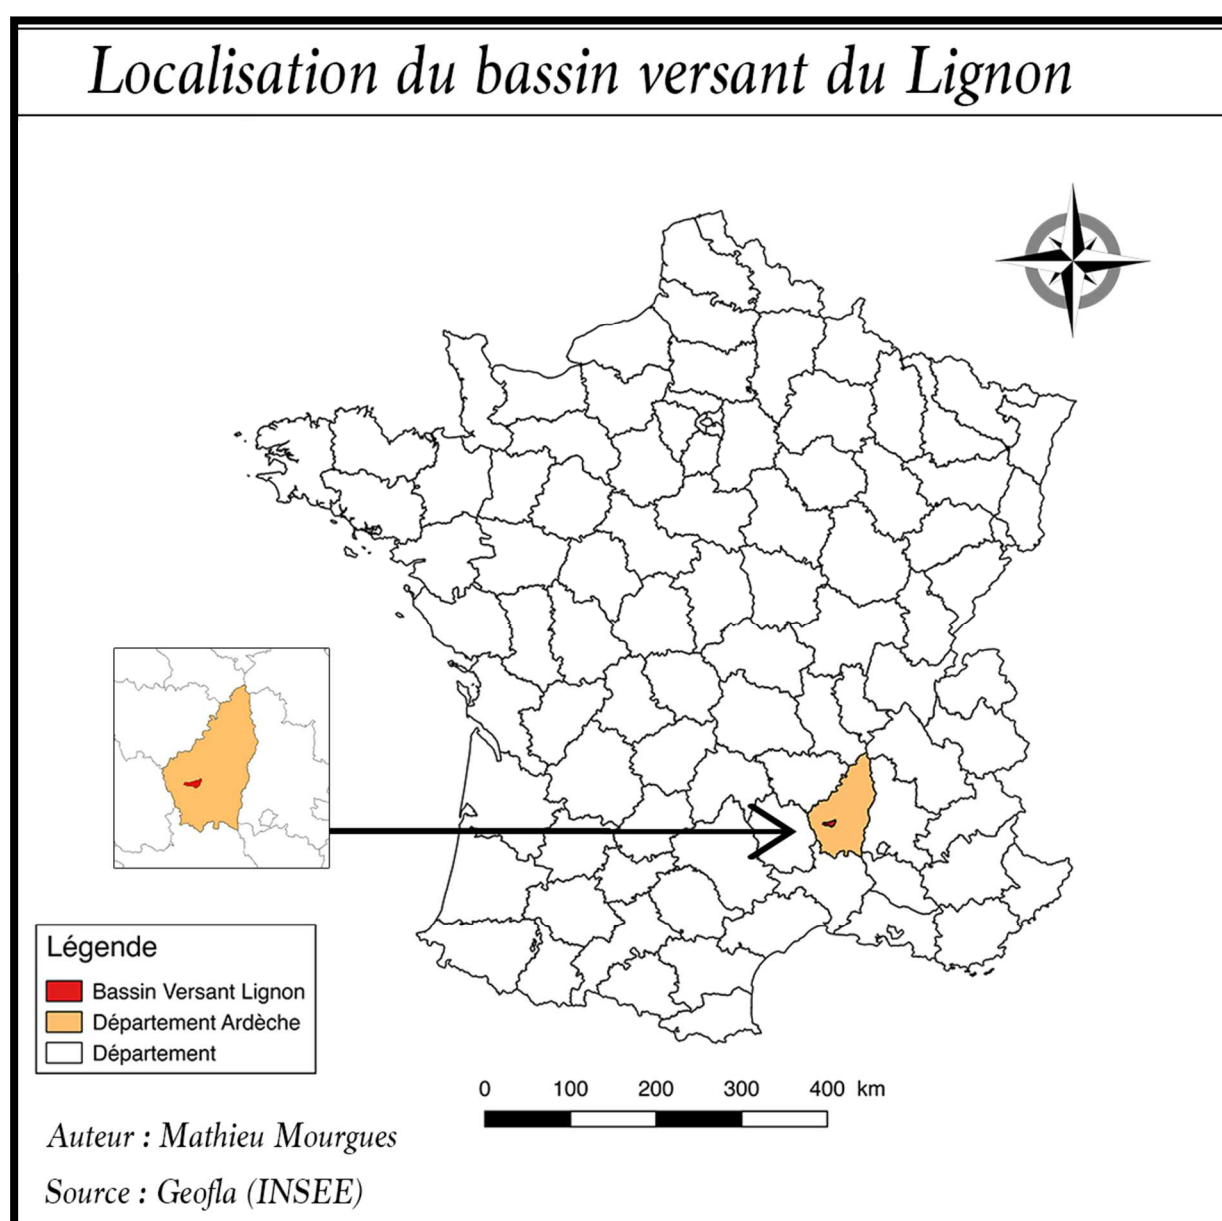 Localisation du bassin versant du Lignon
Légende
Bassin Versant Lignon
Département Ardèche
Département
0 100 200 300 400 km
Auteur : Mathieu Mourgues
Source : Geofla (INSEE)